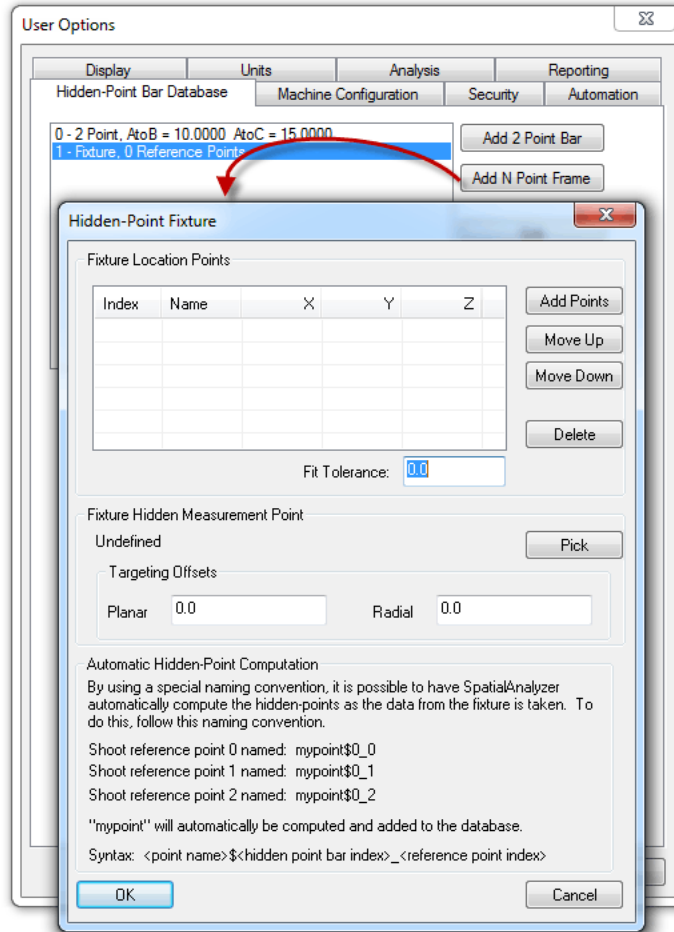 User Options
Display Units Analysis Reporting
Hidden-Point Bar Database Machine Configuration Security Automation
0 - 2 Point, AtoB = 10.0000 AtoC = 15.0000
1 - Fixture, 0 Reference Points
Add 2 Point Bar
Add N Point Frame
Hidden-Point Fixture
Fixture Location Points
Index Name X Y Z
Add Points
Move Up
Move Down
Delete
Fit Tolerance: 0.0
Fixture Hidden Measurement Point
Undefined
Pick
Targeting Offsets
Planar 0.0 Radial 0.0
Automatic Hidden-Point Computation
By using a special naming convention, it is possible to have SpatialAnalyzer
automatically compute the hidden-points as the data from the fixture is taken. To
do this, follow this naming convention.
Shoot reference point 0 named: mypoint$0_0
Shoot reference point 1 named: mypoint$0_1
Shoot reference point 2 named: mypoint$0_2
"mypoint" will automatically be computed and added to the database.
Syntax: <point name>$<hidden point bar index>_<reference point index>
OK Cancel